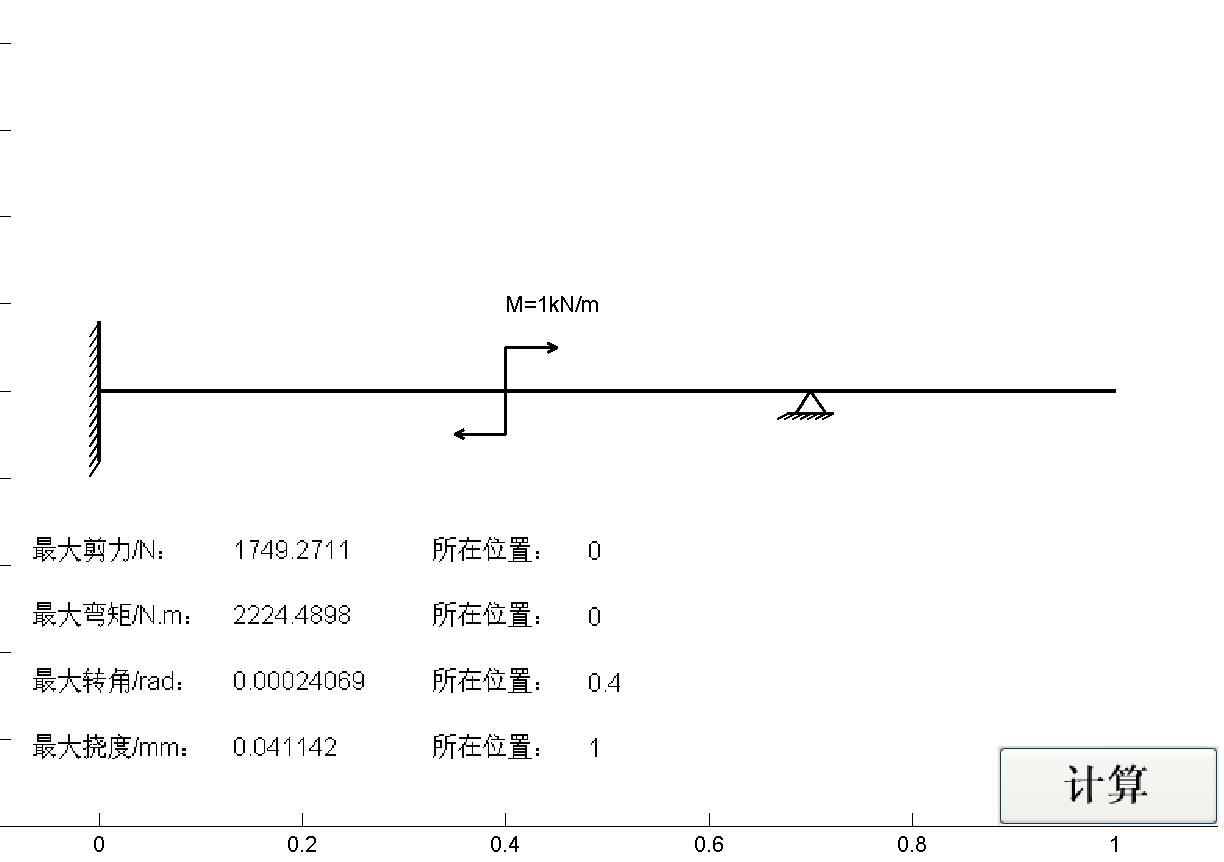 M=1kN/m
最大剪力/N: 1749.2711 所在位置: 0
最大弯矩/N.m: 2224.4898 所在位置: 0
最大转角/rad: 0.00024069 所在位置: 0.4
最大挠度/mm: 0.041142 所在位置: 1
计算
0 0.2 0.4 0.6 0.8 1